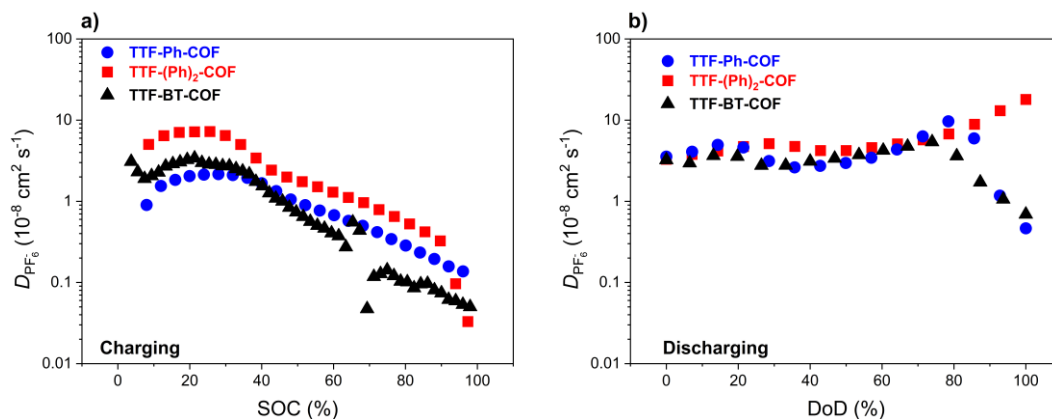 a)
100
10
1
0.1
0.01
TTF-Ph-COF
TTF-(Ph)₂-COF
TTF-BT-COF
Charging
0 20 40 60 80 100
SOC (%)
D_PF₆⁻ (10⁻⁸ cm² s⁻¹)
b)
100
10
1
0.1
0.01
TTF-Ph-COF
TTF-(Ph)₂-COF
TTF-BT-COF
Discharging
0 20 40 60 80 100
DoD (%)
D_PF₆⁻ (10⁻⁸ cm² s⁻¹)